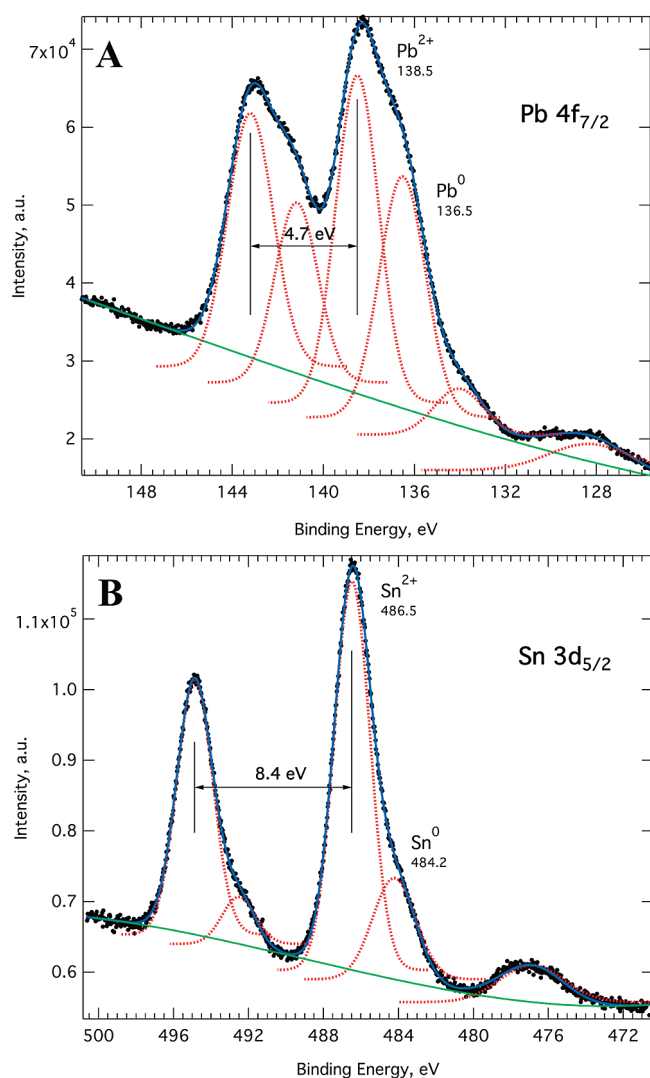 A
7x10⁴
6
5
4
3
2
Intensity, a.u.
Pb²⁺
138.5
Pb 4f₇/₂
Pb⁰
136.5
4.7 eV
148 144 140 136 132 128
Binding Energy, eV
B
1.1x10⁵
1.0
0.9
0.8
0.7
0.6
Intensity, a.u.
Sn²⁺
486.5
Sn 3d₅/₂
8.4 eV
Sn⁰
484.2
500 496 492 488 484 480 476 472
Binding Energy, eV